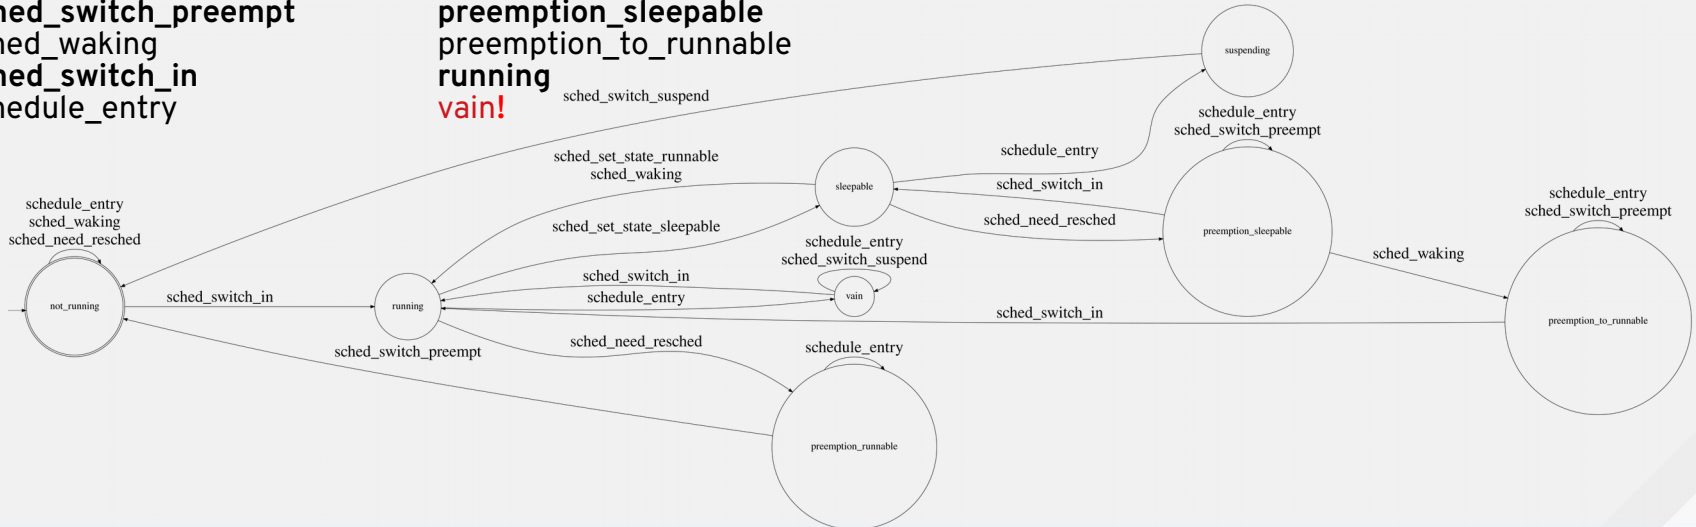 hed_switch_preempt
hed_waking
hed_switch_in
hedule_entry
preemption_sleepable
preemption_to_runnable
running
vain!
suspending
sched_switch_suspend
schedule_entry
sched_switch_preempt
sched_set_state_runnable
sched_waking
schedule_entry
sleepable
sched_switch_in
schedule_entry
sched_waking
sched_need_resched
sched_set_state_sleepable
sched_need_resched
preemption_sleepable
schedule_entry
sched_switch_preempt
schedule_entry
sched_switch_suspend
sched_waking
sched_switch_in
vain
not_running
sched_switch_in
running
schedule_entry
sched_switch_in
preemption_to_runnable
sched_switch_preempt
sched_need_resched
schedule_entry
preemption_runnable